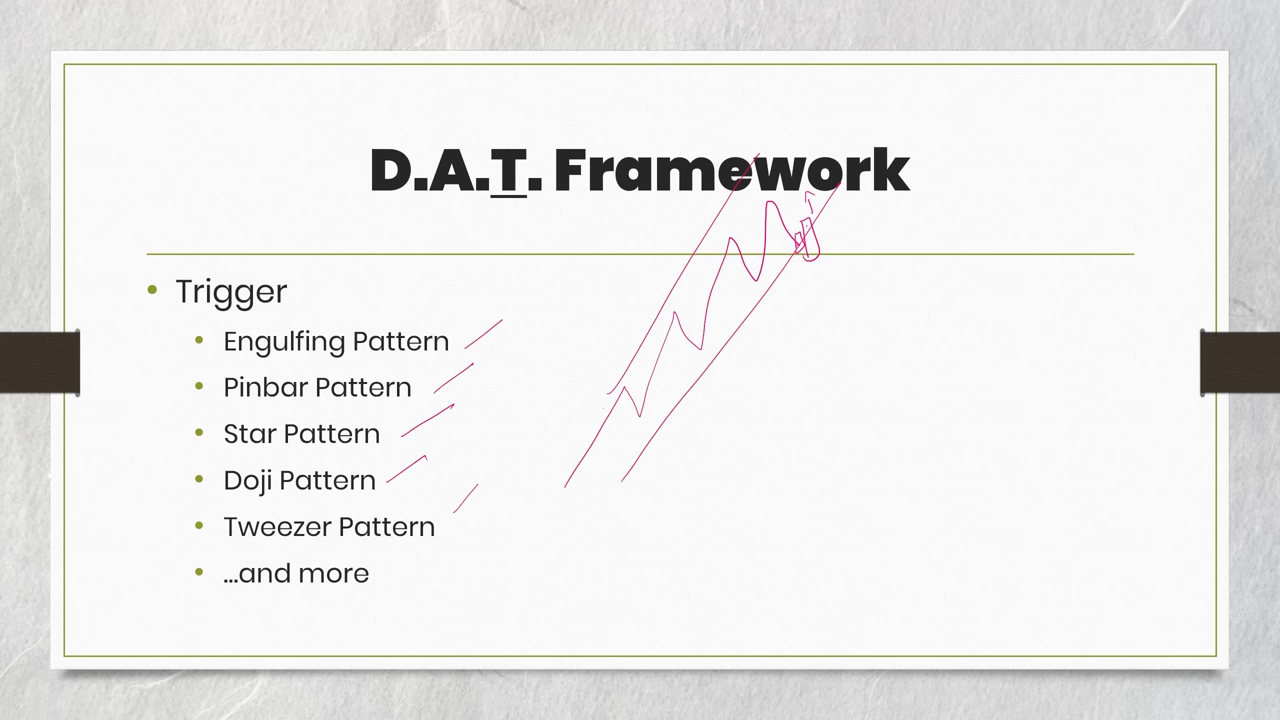 D.A.T. Framework
• Trigger
• Engulfing Pattern
• Pinbar Pattern
• Star Pattern
• Doji Pattern
• Tweezer Pattern
• ...and more